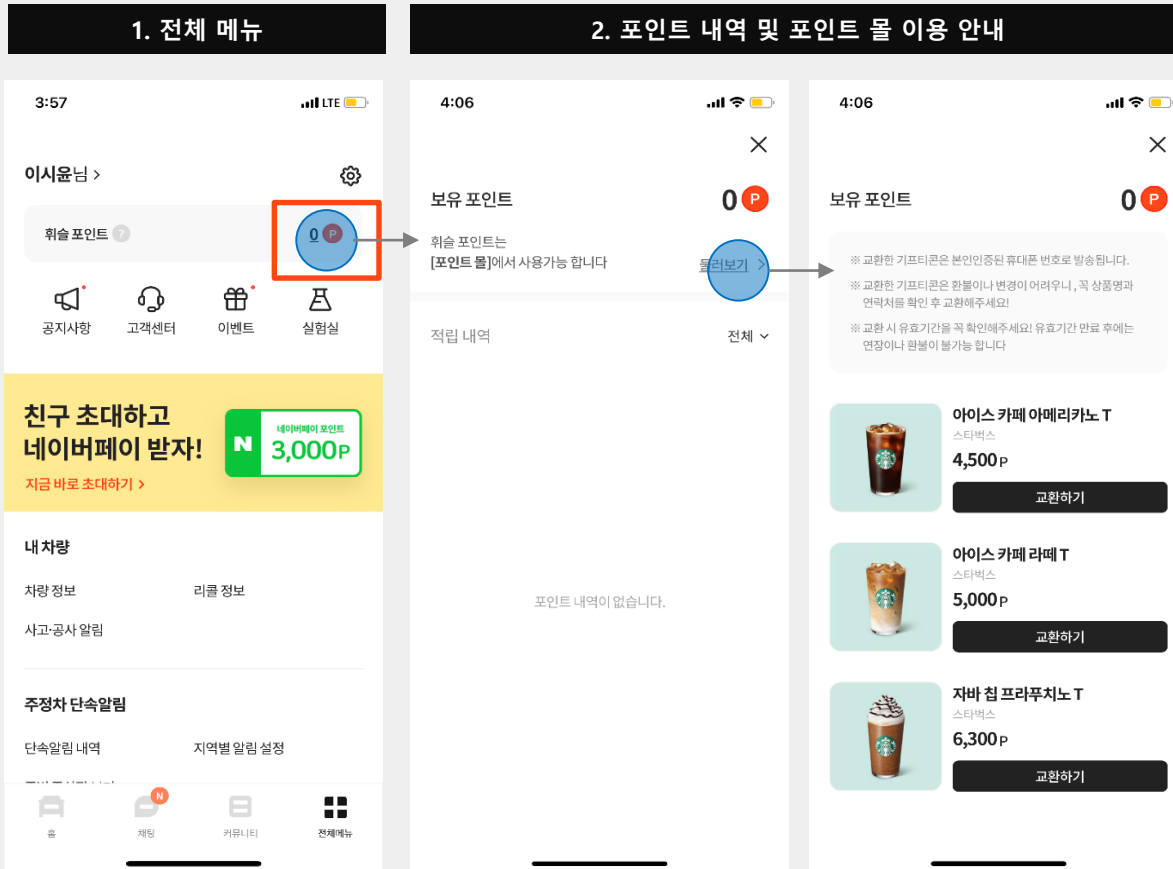 1. 전체 메뉴
2. 포인트 내역 및 포인트 몰 이용 안내
3:57
LTE
이시윤님 >
휘슬 포인트 ?
0 P
공지사항
고객센터
이벤트
실험실
친구 초대하고
네이버페이 받자!
지금 바로 초대하기 >
N
네이버페이 포인트
3,000P
내 차량
차량 정보
리콜 정보
사고·공사 알림
주정차 단속알림
단속알림 내역
지역별 알림 설정
홈
N
채팅
커뮤니티
전체메뉴
4:06
보유 포인트
0 P
휘슬 포인트는
[포인트 몰]에서 사용가능 합니다
둘러보기 >
적립 내역
전체
포인트 내역이 없습니다.
4:06
보유 포인트
0 P
※ 교환한 기프티콘은 본인인증된 휴대폰 번호로 발송됩니다.
※ 교환한 기프티콘은 환불이나 변경이 어려우니 , 꼭 상품명과
연락처를 확인 후 교환해주세요!
※ 교환 시 유효기간을 꼭 확인해주세요! 유효기간 만료 후에는
연장이나 환불이 불가능 합니다
아이스 카페 아메리카노 T
스타벅스
4,500 P
교환하기
아이스 카페 라떼 T
스타벅스
5,000 P
교환하기
자바 칩 프라푸치노 T
스타벅스
6,300 P
교환하기